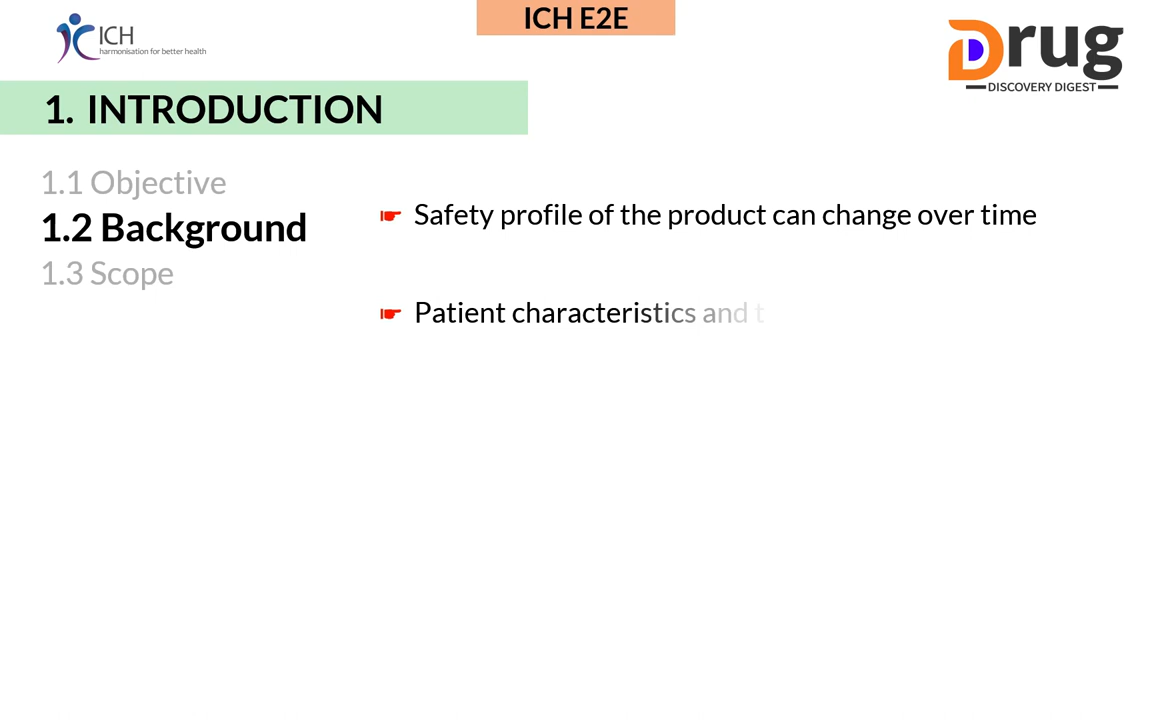 ICH
harmonisation for better health
ICH E2E
Drug
DISCOVERY DIGEST
1. INTRODUCTION
1.1 Objective
1.2 Background
1.3 Scope
Safety profile of the product can change over time
Patient characteristics and t